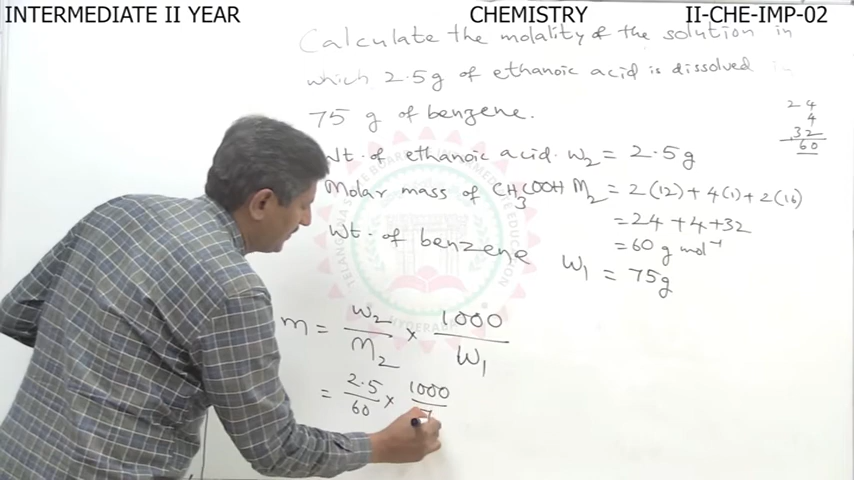 INTERMEDIATE II YEAR CHEMISTRY II-CHE-IMP-02
Calculate the molality of the solution in
which 2.5g of ethanoic acid is dissolved in
75 g of benzene.
24
4
32
60
Wt. of ethanoic acid. w₂ = 2.5g
Molar mass of CH₃COOH M₂ = 2(12) + 4(1) + 2(16)
= 24 + 4 + 32
= 60 g mol⁻¹
Wt. of benzene W₁ = 75g
m = w₂/M₂ × 1000/W₁
= 2.5/60 × 1000/7
HYDERABAD